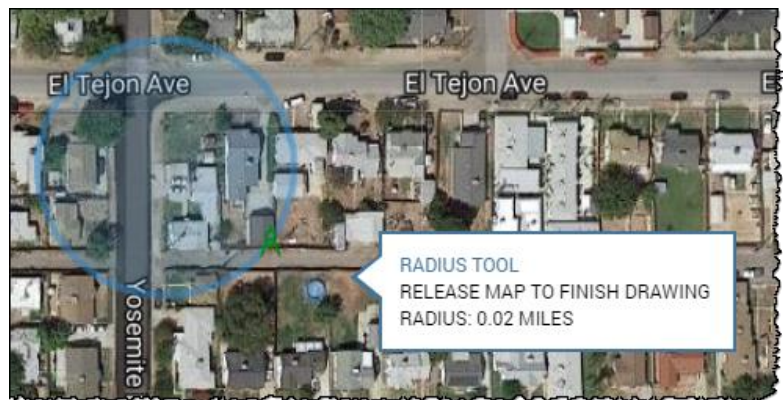 El Tejon Ave
El Tejon Ave
E
Yosemite
RADIUS TOOL
RELEASE MAP TO FINISH DRAWING
RADIUS: 0.02 MILES